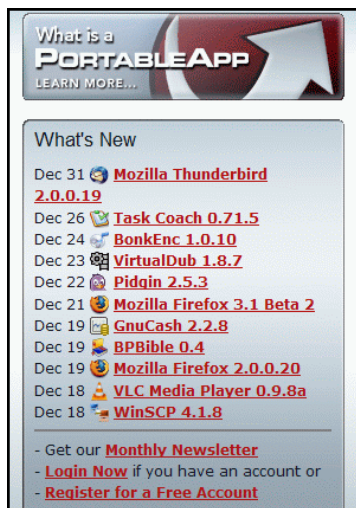 What is a
PORTABLEAPP
LEARN MORE...
What's New
Dec 31 Mozilla Thunderbird
2.0.0.19
Dec 26 Task Coach 0.71.5
Dec 24 BonkEnc 1.0.10
Dec 23 VirtualDub 1.8.7
Dec 22 Pidgin 2.5.3
Dec 21 Mozilla Firefox 3.1 Beta 2
Dec 19 GnuCash 2.2.8
Dec 19 BPBible 0.4
Dec 19 Mozilla Firefox 2.0.0.20
Dec 18 VLC Media Player 0.9.8a
Dec 18 WinSCP 4.1.8
- Get our Monthly Newsletter
- Login Now if you have an account or
- Register for a Free Account